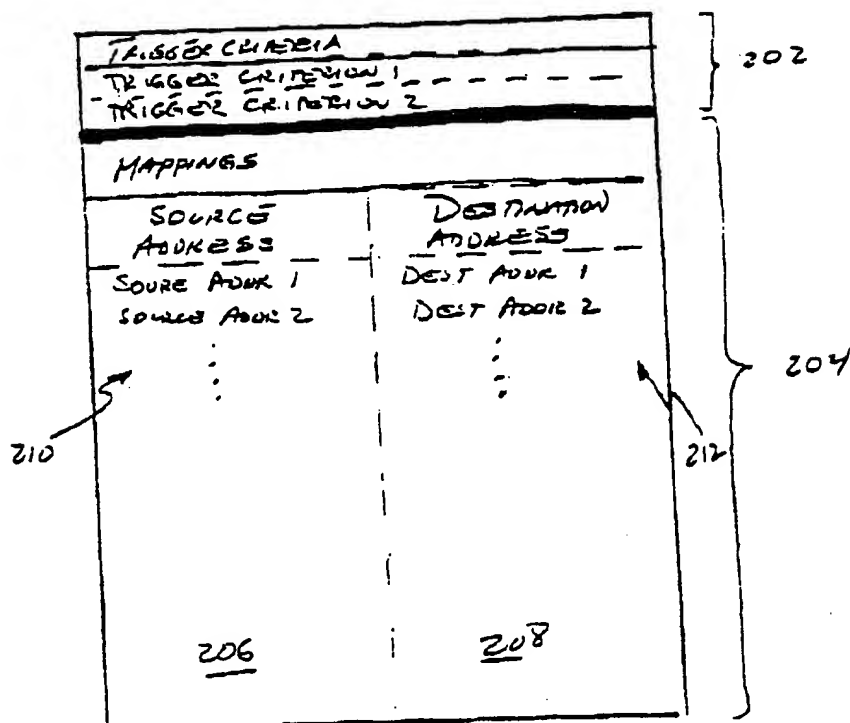 TRIGGER CRITERIA
TRIGGER CRITERION 1
TRIGGER CRITERION 2
202
MAPPINGS
SOURCE ADDRESS
DESTINATION ADDRESS
SOURE ADDR 1
DEST ADDR 1
SOURCE ADDR 2
DEST ADDR 2
204
210
212
206
208